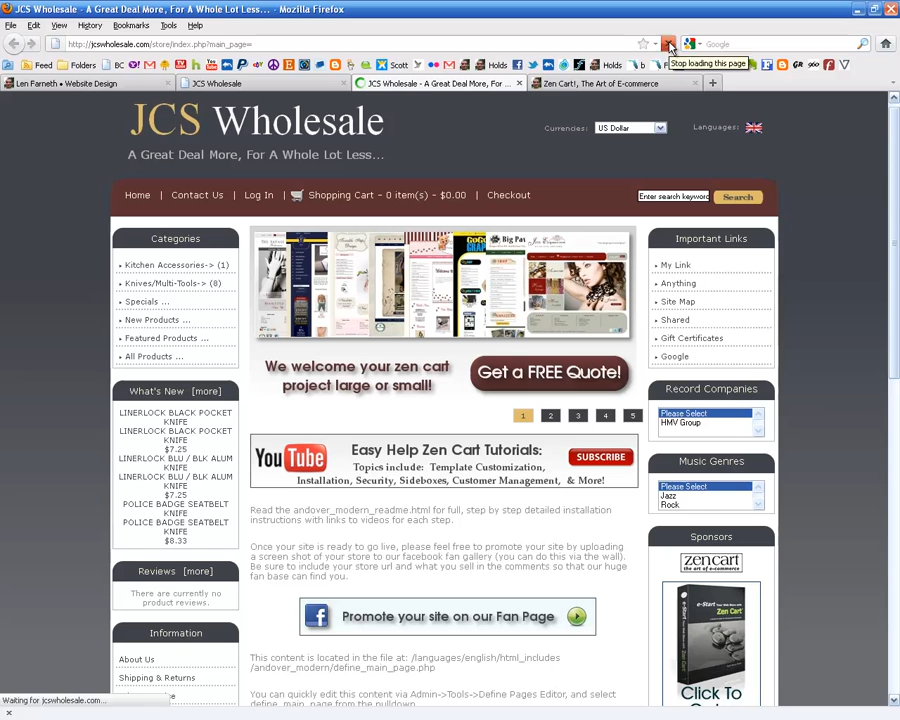 JCS Wholesale - A Great Deal More, For A Whole Lot Less... - Mozilla Firefox
File Edit View History Bookmarks Tools Help
http://jcswholesale.com/store/index.php?main_page=
Google
Stop loading this page
Feed Folders BC Scott Holds Holds
Len Farneth • Website Design
JCS Wholesale
JCS Wholesale - A Great Deal More, For ...
Zen Cart!, The Art of E-commerce
JCS Wholesale
A Great Deal More, For A Whole Lot Less...
Currencies: US Dollar
Languages:
Home | Contact Us | Log In | Shopping Cart - 0 item(s) - $0.00 | Checkout
Enter search keyword
Search
Categories
Kitchen Accessories-> (1)
Knives/Multi-Tools-> (8)
Specials ...
New Products ...
Featured Products ...
All Products ...
What's New [more]
LINERLOCK BLACK POCKET
KNIFE
LINERLOCK BLACK POCKET
KNIFE
$7.25
LINERLOCK BLU / BLK ALUM
KNIFE
LINERLOCK BLU / BLK ALUM
KNIFE
$7.25
POLICE BADGE SEATBELT
KNIFE
POLICE BADGE SEATBELT
KNIFE
$8.33
Reviews [more]
There are currently no
product reviews.
Information
About Us
Shipping & Returns
We welcome your zen cart
project large or small!
Get a FREE Quote!
1 2 3 4 5
YouTube
Easy Help Zen Cart Tutorials:
Topics include: Template Customization,
Installation, Security, Sideboxes, Customer Management, & More!
SUBSCRIBE
Read the andover_modern_readme.html for full, step by step detailed installation
instructions with links to videos for each step.
Once your site is ready to go live, please feel free to promote your site by uploading
a screen shot of your store to our facebook fan gallery (you can do this via the wall).
Be sure to include your store url and what you sell in the comments so that our huge
fan base can find you.
Promote your site on our Fan Page
This content is located in the file at: /languages/english/html_includes
/andover_modern/define_main_page.php
You can quickly edit this content via Admin->Tools->Define Pages Editor, and select
define_main_page from the pulldown.
Important Links
My Link
Anything
Site Map
Shared
Gift Certificates
Google
Record Companies
Please Select
HMV Group
Music Genres
Please Select
Jazz
Rock
Sponsors
zencart
the art of e-commerce
e-Start
Your Web Store with
Zen Cart
Click To
Waiting for jcswholesale.com...